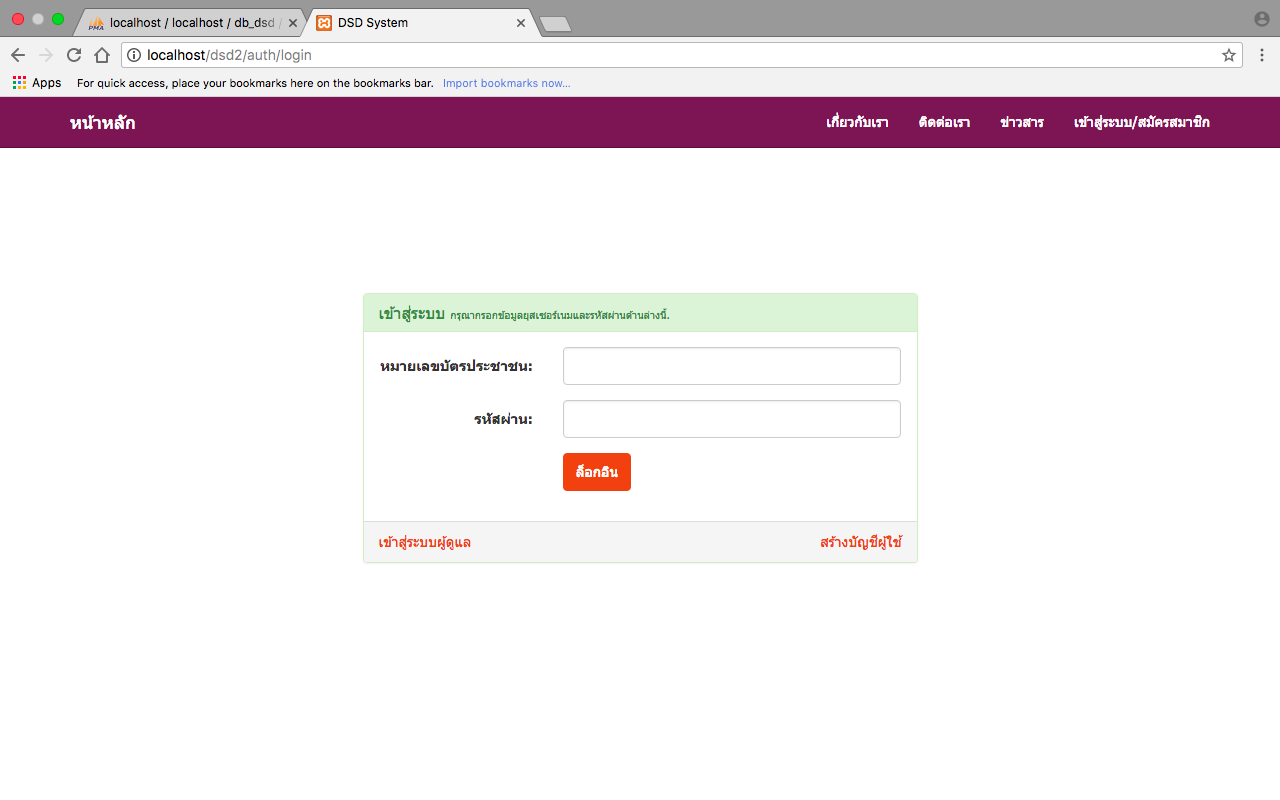 localhost / localhost / db_dsd /
DSD System
localhost/dsd2/auth/login
Apps For quick access, place your bookmarks here on the bookmarks bar. Import bookmarks now...
หน้าหลัก เกี่ยวกับเรา ติดต่อเรา ข่าวสาร เข้าสู่ระบบ/สมัครสมาชิก
เข้าสู่ระบบ กรุณากรอกข้อมูลยุสเซอร์เนมและรหัสผ่านด้านล่างนี้.
หมายเลขบัตรประชาชน:
รหัสผ่าน:
ล็อกอิน
เข้าสู่ระบบผู้ดูแล สร้างบัญชีผู้ใช้